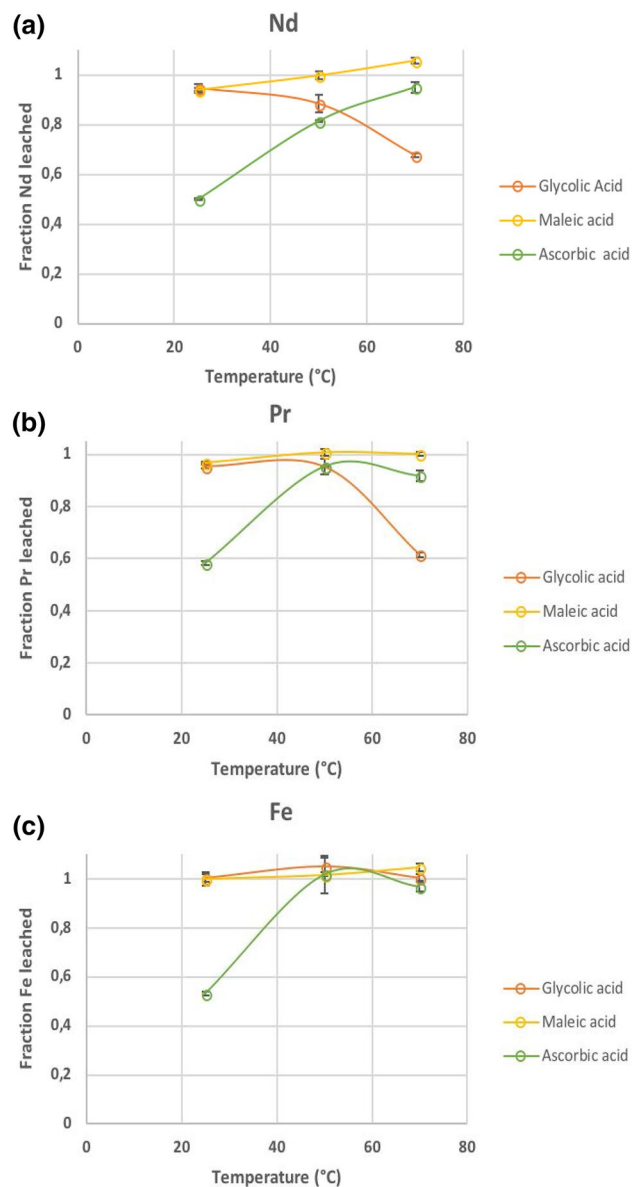 (a)
Nd
1
0,8
0,6
0,4
0,2
0
0 20 40 60 80
Fraction Nd leached
Temperature (°C)
Glycolic Acid
Maleic acid
Ascorbic acid
(b)
Pr
1
0,8
0,6
0,4
0,2
0
0 20 40 60 80
Fraction Pr leached
Temperature (°C)
Glycolic acid
Maleic acid
Ascorbic acid
(c)
Fe
1
0,8
0,6
0,4
0,2
0
0 20 40 60 80
Fraction Fe leached
Temperature (°C)
Glycolic acid
Maleic acid
Ascorbic acid